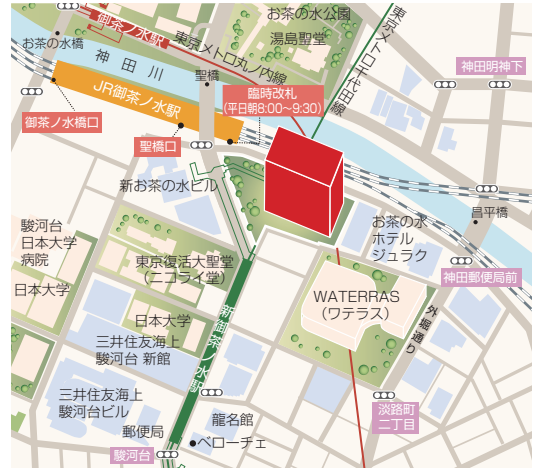 お茶の水公園
御茶ノ水駅
お茶の水橋
東京メトロ丸ノ内線
湯島聖堂
東京メトロ千代田線
神田川
聖橋
神田明神下
JR御茶ノ水駅
臨時改札
(平日朝8:00〜9:30)
御茶ノ水橋口
聖橋口
新お茶の水ビル
昌平橋
お茶の水
ホテル
ジュラク
駿河台
日本大学
病院
東京復活大聖堂
(ニコライ堂)
神田郵便局前
日本大学
WATERRAS
(ワテラス)
新御茶ノ水駅
外堀通り
日本大学
三井住友海上
駿河台 新館
三井住友海上
駿河台ビル
淡路町
二丁目
龍名館
郵便局
ベローチェ
駿河台